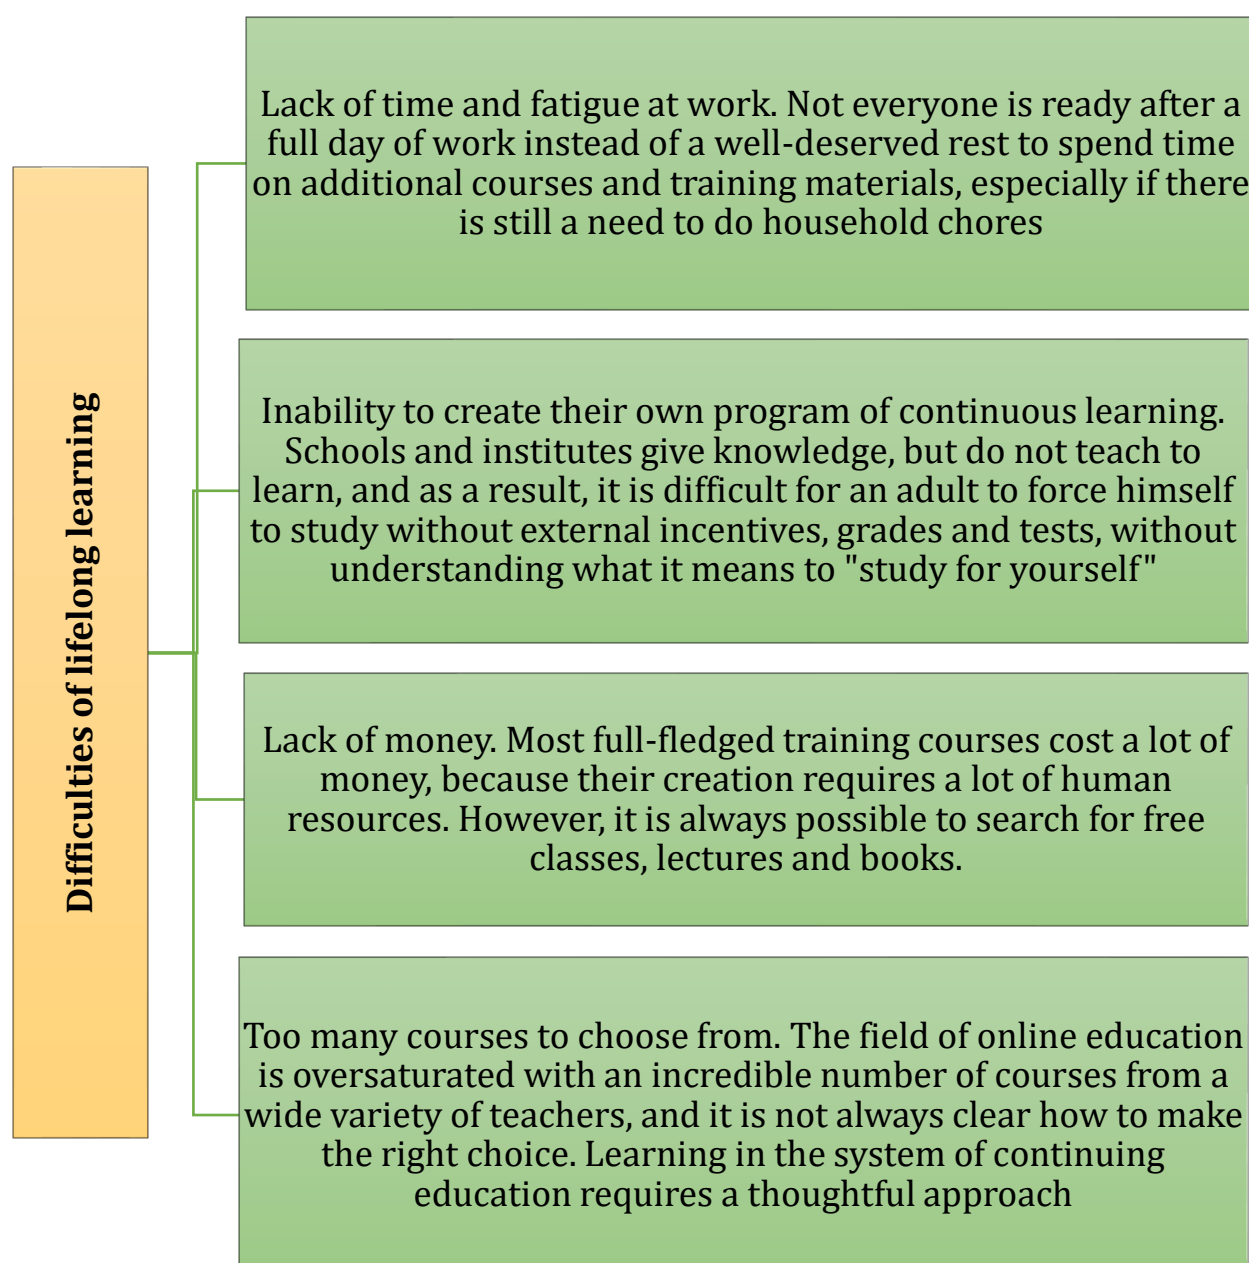 Difficulties of lifelong learning
Lack of time and fatigue at work. Not everyone is ready after a
full day of work instead of a well-deserved rest to spend time
on additional courses and training materials, especially if there
is still a need to do household chores
Inability to create their own program of continuous learning.
Schools and institutes give knowledge, but do not teach to
learn, and as a result, it is difficult for an adult to force himself
to study without external incentives, grades and tests, without
understanding what it means to "study for yourself"
Lack of money. Most full-fledged training courses cost a lot of
money, because their creation requires a lot of human
resources. However, it is always possible to search for free
classes, lectures and books.
Too many courses to choose from. The field of online education
is oversaturated with an incredible number of courses from a
wide variety of teachers, and it is not always clear how to make
the right choice. Learning in the system of continuing
education requires a thoughtful approach